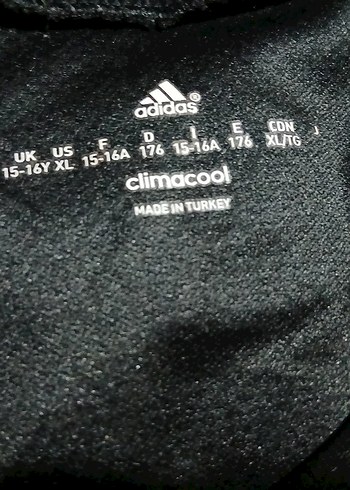 adidas®
UK US F D I E CDN J
15-16Y XL 15-16A 176 15-16A 176 XL/TG
climacool
MADE IN TURKEY